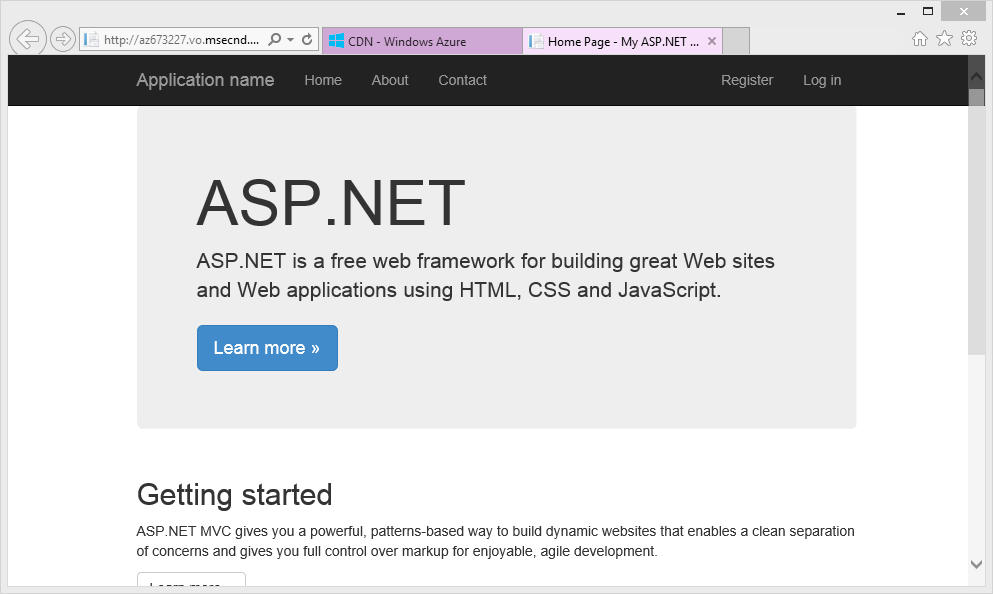 http://az673227.vo.msecnd....
CDN - Windows Azure
Home Page - My ASP.NET ...
Application name
Home
About
Contact
Register
Log in
ASP.NET
ASP.NET is a free web framework for building great Web sites
and Web applications using HTML, CSS and JavaScript.
Learn more »
Getting started
ASP.NET MVC gives you a powerful, patterns-based way to build dynamic websites that enables a clean separation
of concerns and gives you full control over markup for enjoyable, agile development.
Learn more